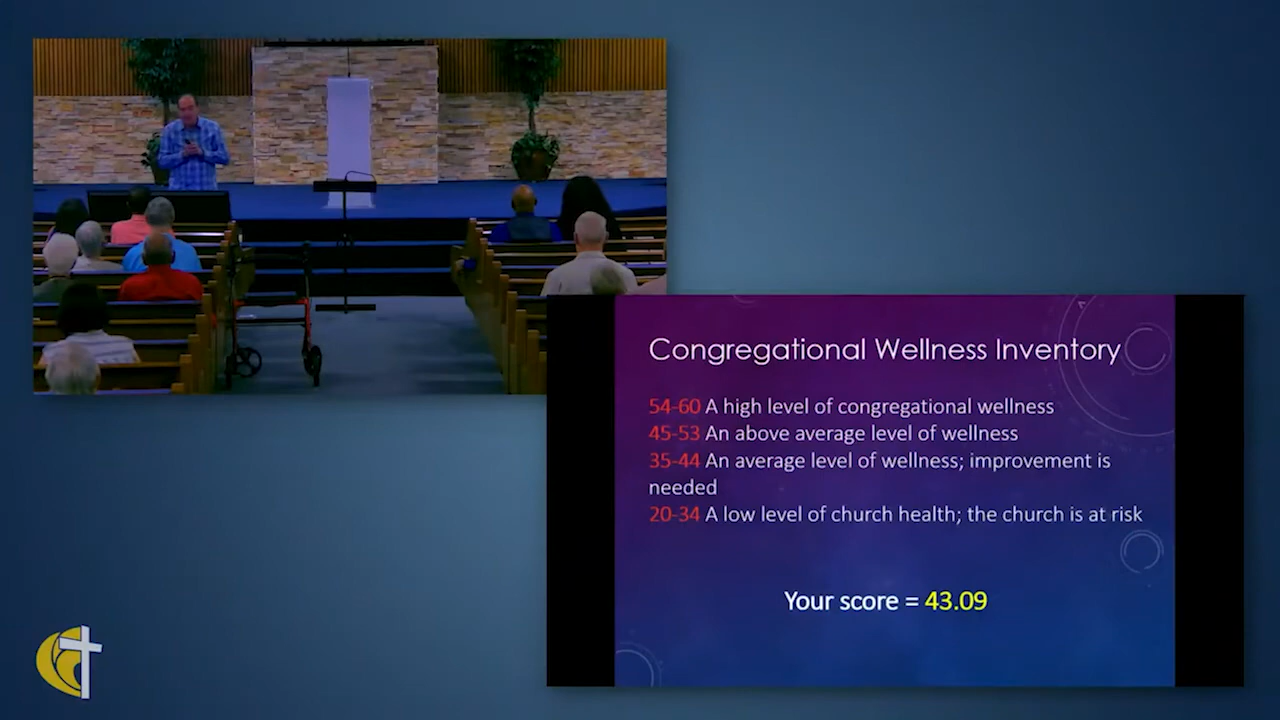 Congregational Wellness Inventory
54-60 A high level of congregational wellness
45-53 An above average level of wellness
35-44 An average level of wellness; improvement is
needed
20-34 A low level of church health; the church is at risk
Your score = 43.09